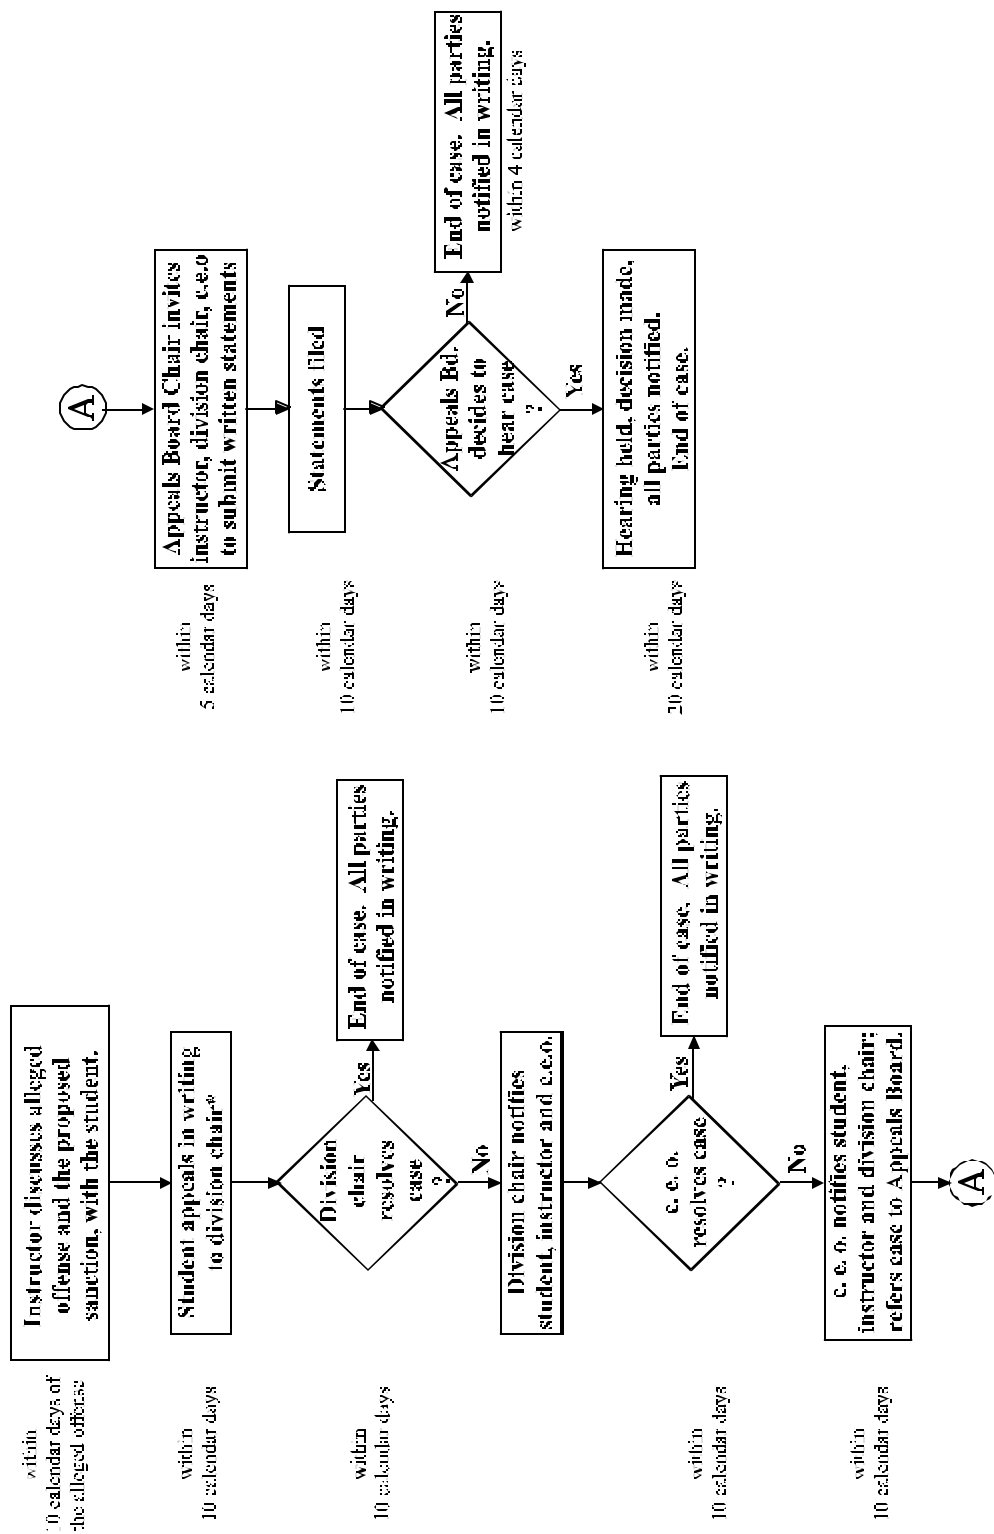 within
10 calendar days of
the alleged offense
Instructor discusses alleged
offense and the proposed
sanction, with the student.
within
10 calendar days
Student appeals in writing
to division chair*
within
10 calendar days
Division
chair
resolves
case
?
Yes
End of case. All parties
notified in writing.
No
Division chair notifies
student, instructor and c.e.o.
within
10 calendar days
c. e. o.
resolves case
?
Yes
End of case. All parties
notified in writing.
No
within
10 calendar days
c. e. o. notifies student,
instructor and division chair;
refers case to Appeals Board.
A
A
within
5 calendar days
Appeals Board Chair invites
instructor, division chair, c.e.o
to submit written statements
within
10 calendar days
Statements filed
within
10 calendar days
Appeals Bd.
decides to
hear case
?
No
End of case. All parties
notified in writing.
within 4 calendar days
Yes
within
20 calendar days
Hearing held, decision made,
all parties notified.
End of case.